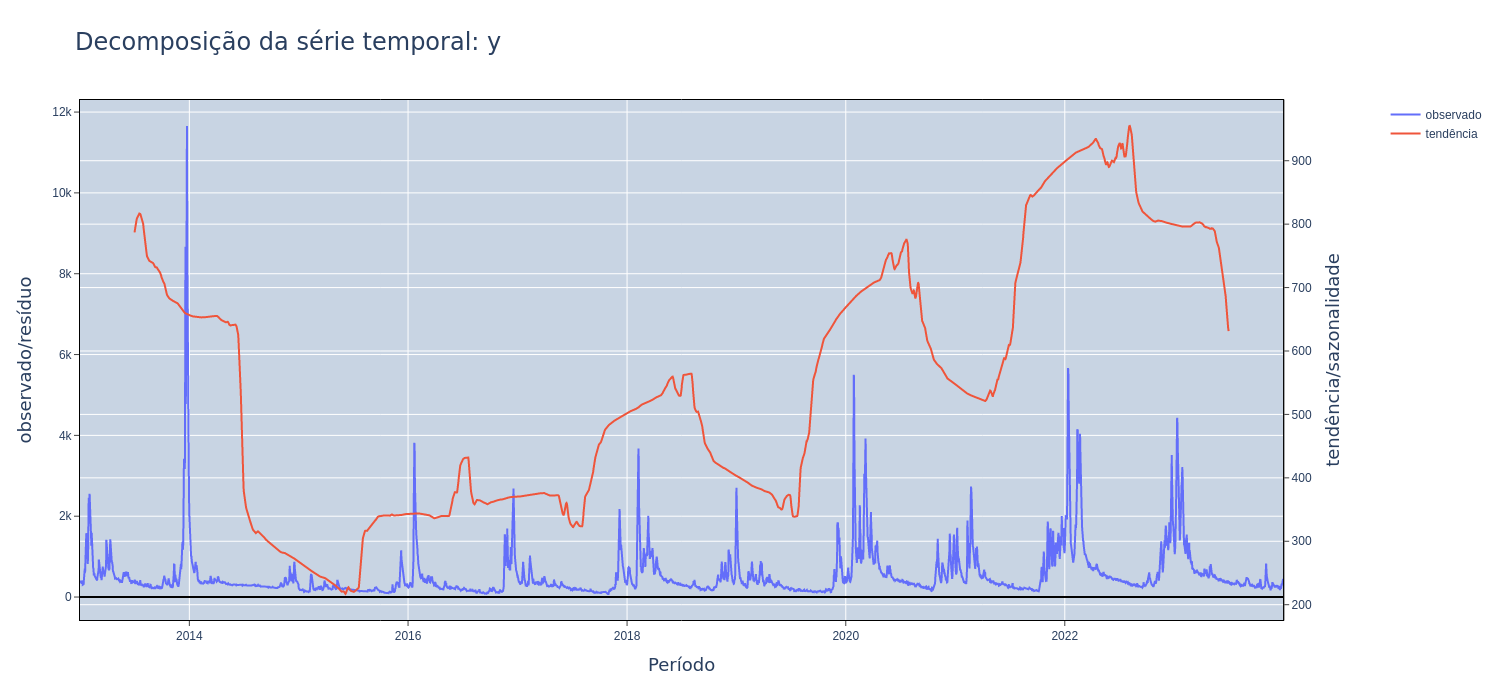 Decomposição da série temporal: y
observado
tendência
12k
10k
8k
6k
4k
2k
0
observado/resíduo
900
800
700
600
500
400
300
200
tendência/sazonalidade
2014
2016
2018
2020
2022
Período